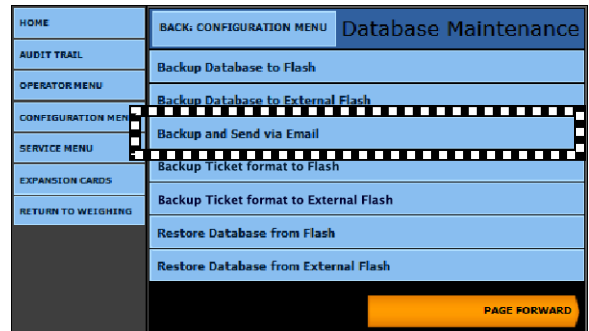 HOME
AUDIT TRAIL
OPERATOR MENU
CONFIGURATION MEN
SERVICE MENU
EXPANSION CARDS
RETURN TO WEIGHING
BACK: CONFIGURATION MENU
Database Maintenance
Backup Database to Flash
Backup Database to External Flash
Backup and Send via Email
Backup Ticket format to Flash
Backup Ticket format to External Flash
Restore Database from Flash
Restore Database from External Flash
PAGE FORWARD